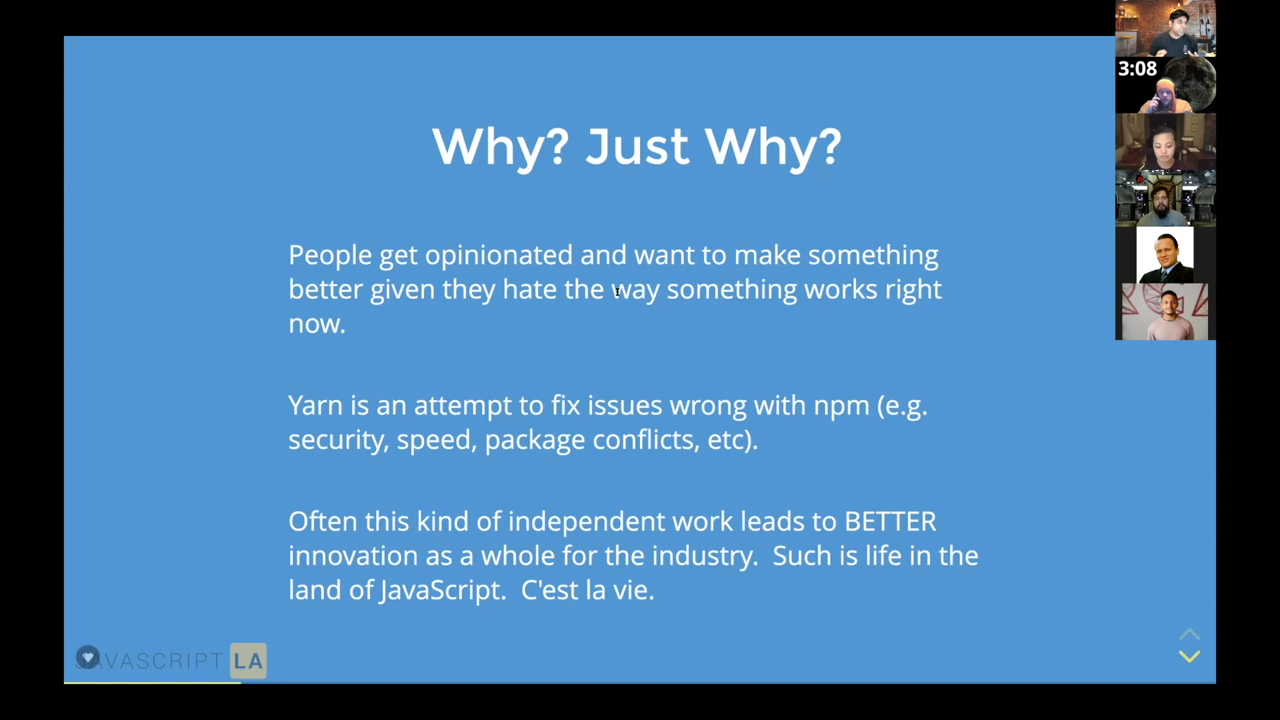 Why? Just Why?
3:08
People get opinionated and want to make something
better given they hate the way something works right
now.
Yarn is an attempt to fix issues wrong with npm (e.g.
security, speed, package conflicts, etc).
Often this kind of independent work leads to BETTER
innovation as a whole for the industry.  Such is life in the
land of JavaScript.  C'est la vie.
JAVASCRIPT LA